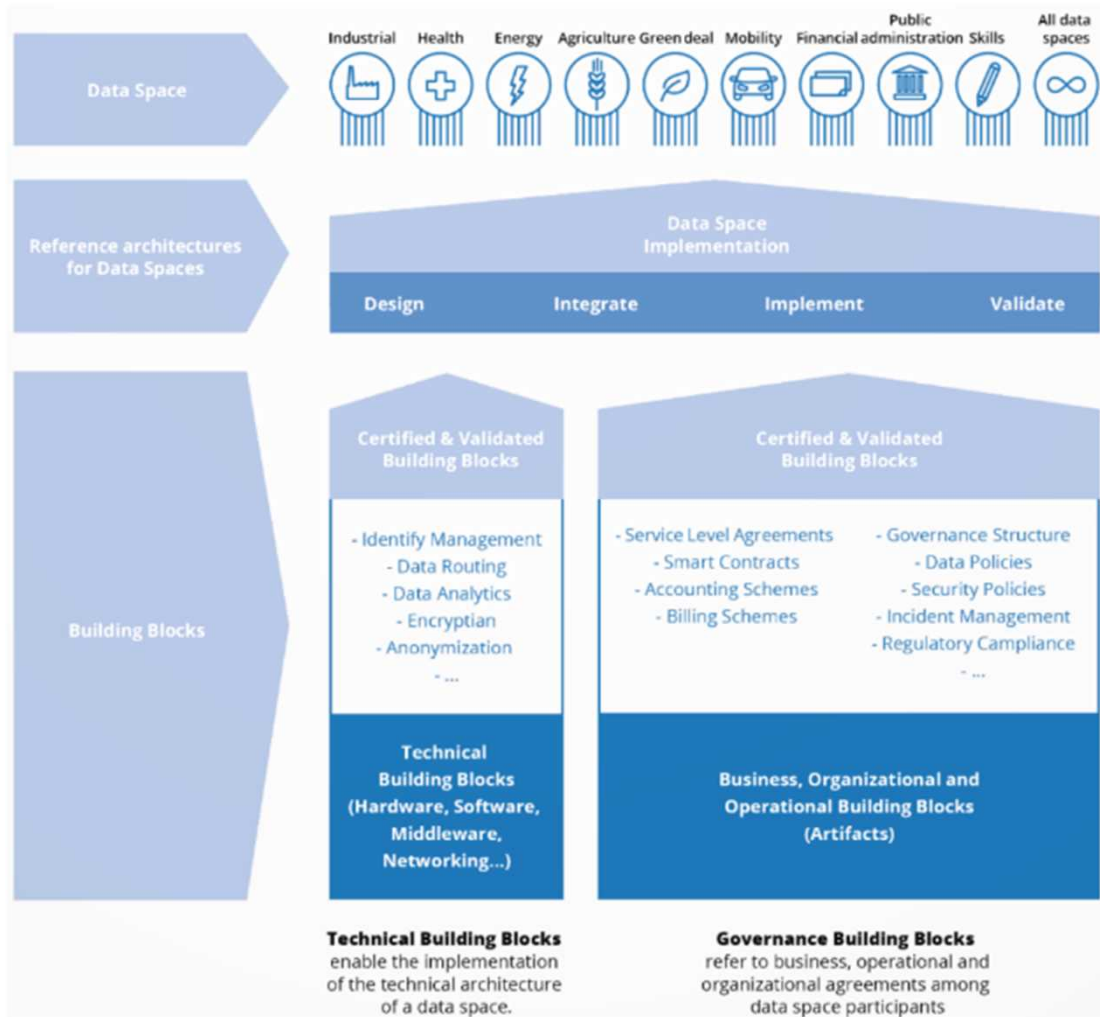 Data Space
Industrial
Health
Energy
Agriculture
Green deal
Mobility
Financial
Public
administration
Skills
All data
spaces
Reference architectures
for Data Spaces
Data Space
Implementation
Design
Integrate
Implement
Validate
Building Blocks
Certified & Validated
Building Blocks
- Identify Management
- Data Routing
- Data Analytics
- Encryptian
- Anonymization
- ...
Technical
Building Blocks
(Hardware, Software,
Middleware,
Networking...)
Technical Building Blocks
enable the implementation
of the technical architecture
of a data space.
Certified & Validated
Building Blocks
- Service Level Agreements
- Smart Contracts
- Accounting Schemes
- Billing Schemes
- Governance Structure
- Data Policies
- Security Policies
- Incident Management
- Regulatory Campliance
- ...
Business, Organizational and
Operational Building Blocks
(Artifacts)
Governance Building Blocks
refer to business, operational and
organizational agreements among
data space participants